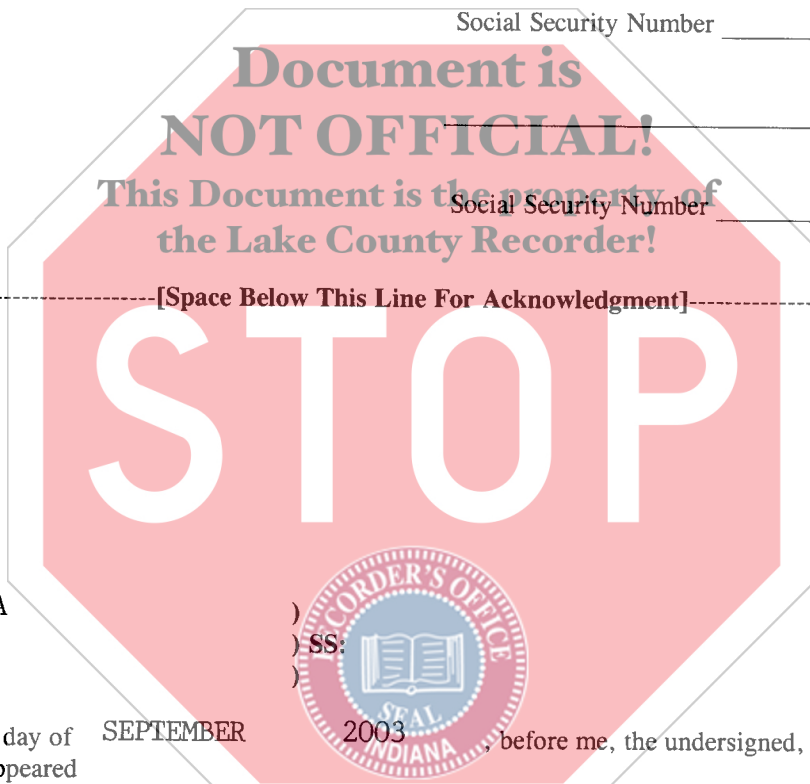 Social Security Number
Document is
NOT OFFICIAL!
This Document is the property of
Social Security Number
the Lake County Recorder!
[Space Below This Line For Acknowledgment]
STOP
A )
) SS:
)
RECORDER'S OFFICE
SEAL
INDIANA
day of SEPTEMBER 2003 , before me, the undersigned,
ppeared